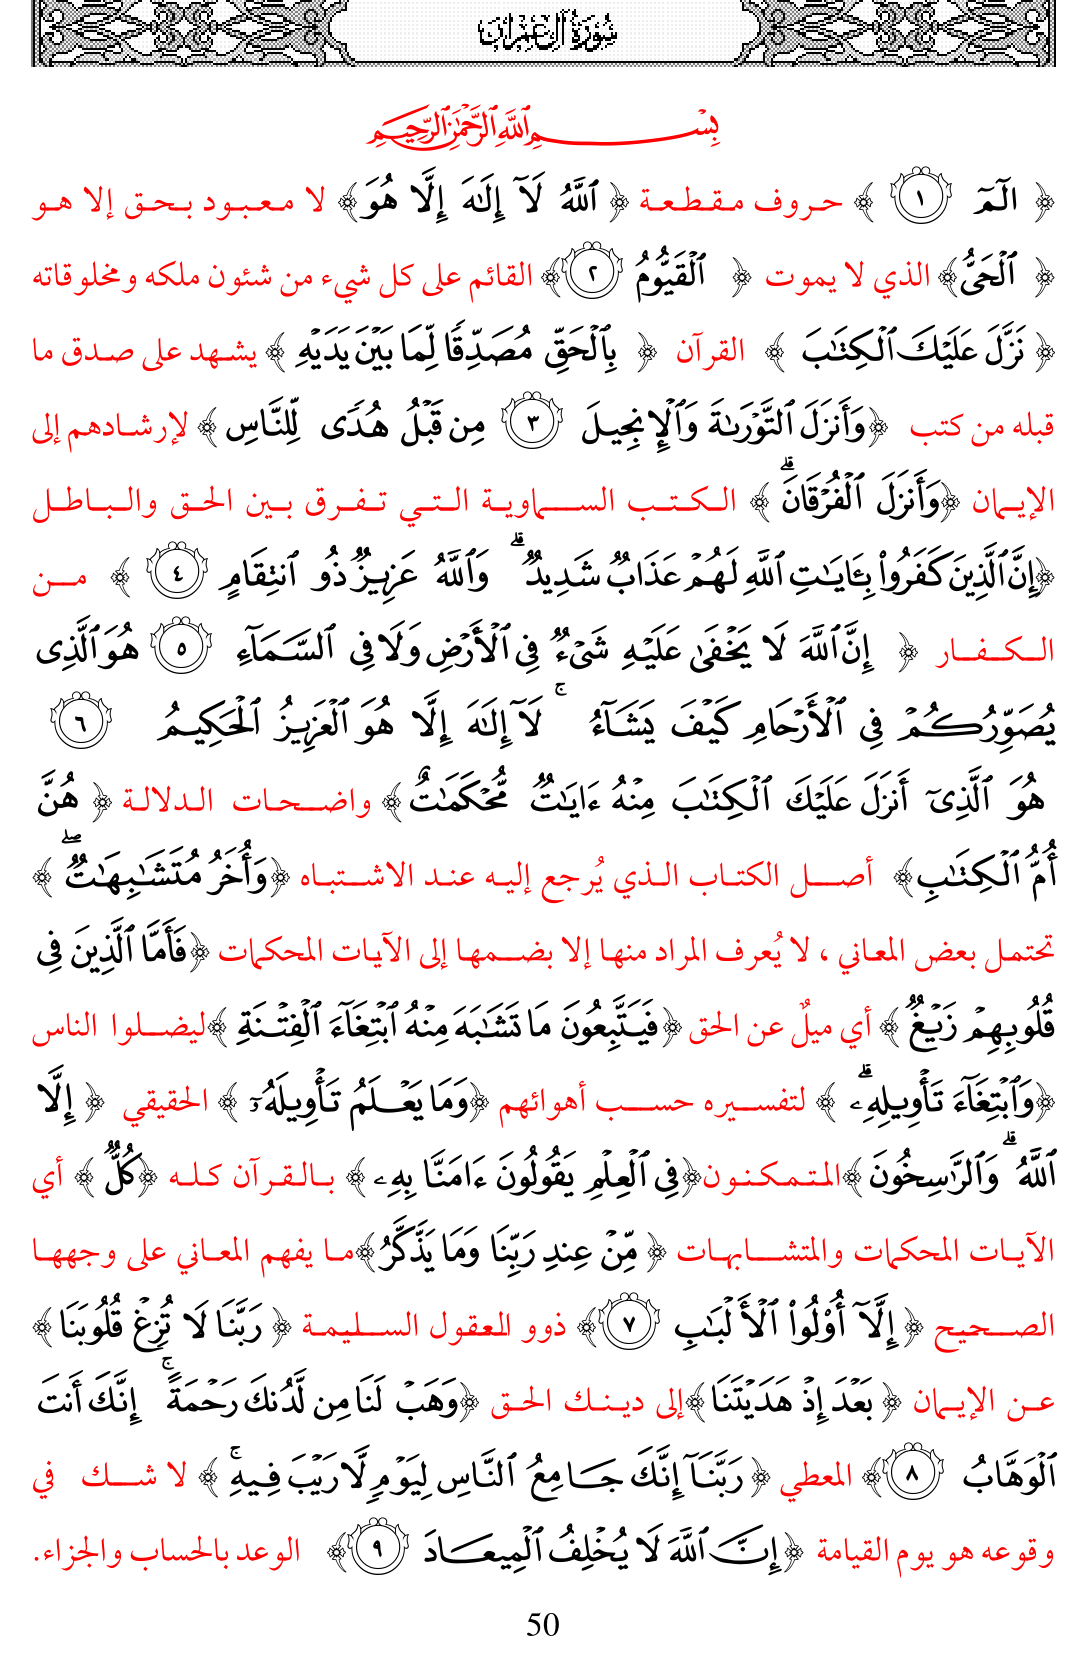 سُورَةُ آلِ عِمْرَانَ
بِسْمِ ٱللَّهِ ٱلرَّحْمَٰنِ ٱلرَّحِيمِ
﴿ الٓمٓ ١ ﴾ حروف مقطعة ﴿ ٱللَّهُ لَآ إِلَٰهَ إِلَّا هُوَ﴾ لا معبود بحق إلا هو
﴿ ٱلْحَىُّ﴾ الذي لا يموت ﴿ ٱلْقَيُّومُ ٢﴾ القائم على كل شيء من شئون ملكه ومخلوقاته
﴿ نَزَّلَ عَلَيْكَ ٱلْكِتَٰبَ ﴾ القرآن ﴿ بِٱلْحَقِّ مُصَدِّقًا لِّمَا بَيْنَ يَدَيْهِ ﴾ يشهد على صدق ما
قبله من كتب ﴿وَأَنزَلَ ٱلتَّوْرَىٰةَ وَٱلْإِنجِيلَ ٣ مِن قَبْلُ هُدًى لِّلنَّاسِ ﴾ لإرشادهم إلى
الإيمان ﴿وَأَنزَلَ ٱلْفُرْقَانَ ۗ ﴾ الكتب السماوية التي تفرق بين الحق والباطل
﴿إِنَّ ٱلَّذِينَ كَفَرُوا۟ بِـَٔايَٰتِ ٱللَّهِ لَهُمْ عَذَابٌ شَدِيدٌ ۗ وَٱللَّهُ عَزِيزٌ ذُو ٱنتِقَامٍ ٤ ﴾ من
الكفار ﴿ إِنَّ ٱللَّهَ لَا يَخْفَىٰ عَلَيْهِ شَىْءٌ فِى ٱلْأَرْضِ وَلَا فِى ٱلسَّمَآءِ ٥ هُوَ ٱلَّذِى
يُصَوِّرُكُمْ فِى ٱلْأَرْحَامِ كَيْفَ يَشَآءُ ۚ لَآ إِلَٰهَ إِلَّا هُوَ ٱلْعَزِيزُ ٱلْحَكِيمُ ٦
هُوَ ٱلَّذِىٓ أَنزَلَ عَلَيْكَ ٱلْكِتَٰبَ مِنْهُ ءَايَٰتٌ مُّحْكَمَٰتٌ ﴾ واضحات الدلالة ﴿ هُنَّ
أُمُّ ٱلْكِتَٰبِ﴾ أصل الكتاب الذي يُرجع إليه عند الاشتباه ﴿وَأُخَرُ مُتَشَٰبِهَٰتٌ ۖ ﴾
تحتمل بعض المعاني ، لا يُعرف المراد منها إلا بضمها إلى الآيات المحكمات ﴿فَأَمَّا ٱلَّذِينَ فِى
قُلُوبِهِمْ زَيْغٌ ﴾ أي ميلٌ عن الحق ﴿فَيَتَّبِعُونَ مَا تَشَٰبَهَ مِنْهُ ٱبْتِغَآءَ ٱلْفِتْنَةِ ﴾ليضلوا الناس
﴿وَٱبْتِغَآءَ تَأْوِيلِهِۦ ۗ ﴾ لتفسيره حسب أهوائهم ﴿وَمَا يَعْلَمُ تَأْوِيلَهُۥٓ ﴾ الحقيقي ﴿ إِلَّا
ٱللَّهُ ۗ وَٱلرَّٰسِخُونَ ﴾المتمكنون﴿فِى ٱلْعِلْمِ يَقُولُونَ ءَامَنَّا بِهِۦ ﴾ بالقرآن كله ﴿كُلٌّ ﴾ أي
الآيات المحكمات والمتشابهات ﴿ مِّنْ عِندِ رَبِّنَا وَمَا يَذَّكَّرُ﴾ما يفهم المعاني على وجهها
الصحيح ﴿ إِلَّآ أُو۟لُوا۟ ٱلْأَلْبَٰبِ ٧﴾ ذوو العقول السليمة ﴿ رَبَّنَا لَا تُزِغْ قُلُوبَنَا ﴾
عن الإيمان ﴿ بَعْدَ إِذْ هَدَيْتَنَا ﴾إلى دينك الحق ﴿وَهَبْ لَنَا مِن لَّدُنكَ رَحْمَةً ۚ إِنَّكَ أَنتَ
ٱلْوَهَّابُ ٨﴾ المعطي ﴿ رَبَّنَآ إِنَّكَ جَامِعُ ٱلنَّاسِ لِيَوْمٍ لَّا رَيْبَ فِيهِ ۚ ﴾ لا شك في
وقوعه هو يوم القيامة ﴿إِنَّ ٱللَّهَ لَا يُخْلِفُ ٱلْمِيعَادَ ٩﴾ الوعد بالحساب والجزاء.
50